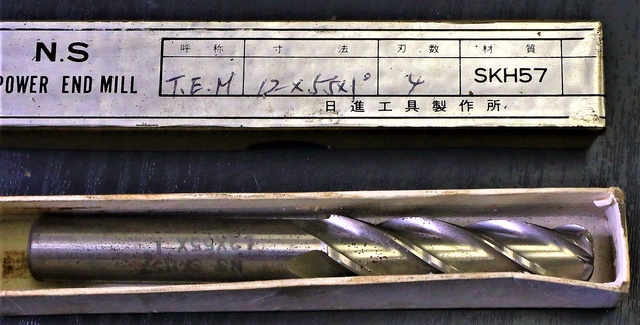 N.S
POWER END MILL
呼 称 寸 法 刃 数 材 質
T.E.M 12×55×1° 4 SKH57
日 進 工 具 製 作 所